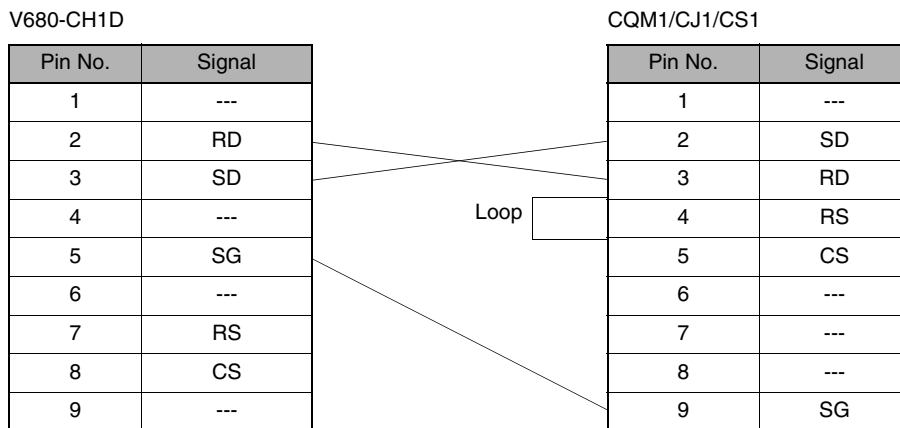 V680-CH1D CQM1/CJ1/CS1
Pin No. Signal Pin No. Signal
1 --- 1 ---
2 RD 2 SD
3 SD 3 RD
Loop
4 --- 4 RS
5 SG 5 CS
6 --- 6 ---
7 RS 7 ---
8 CS 8 ---
9 --- 9 SG